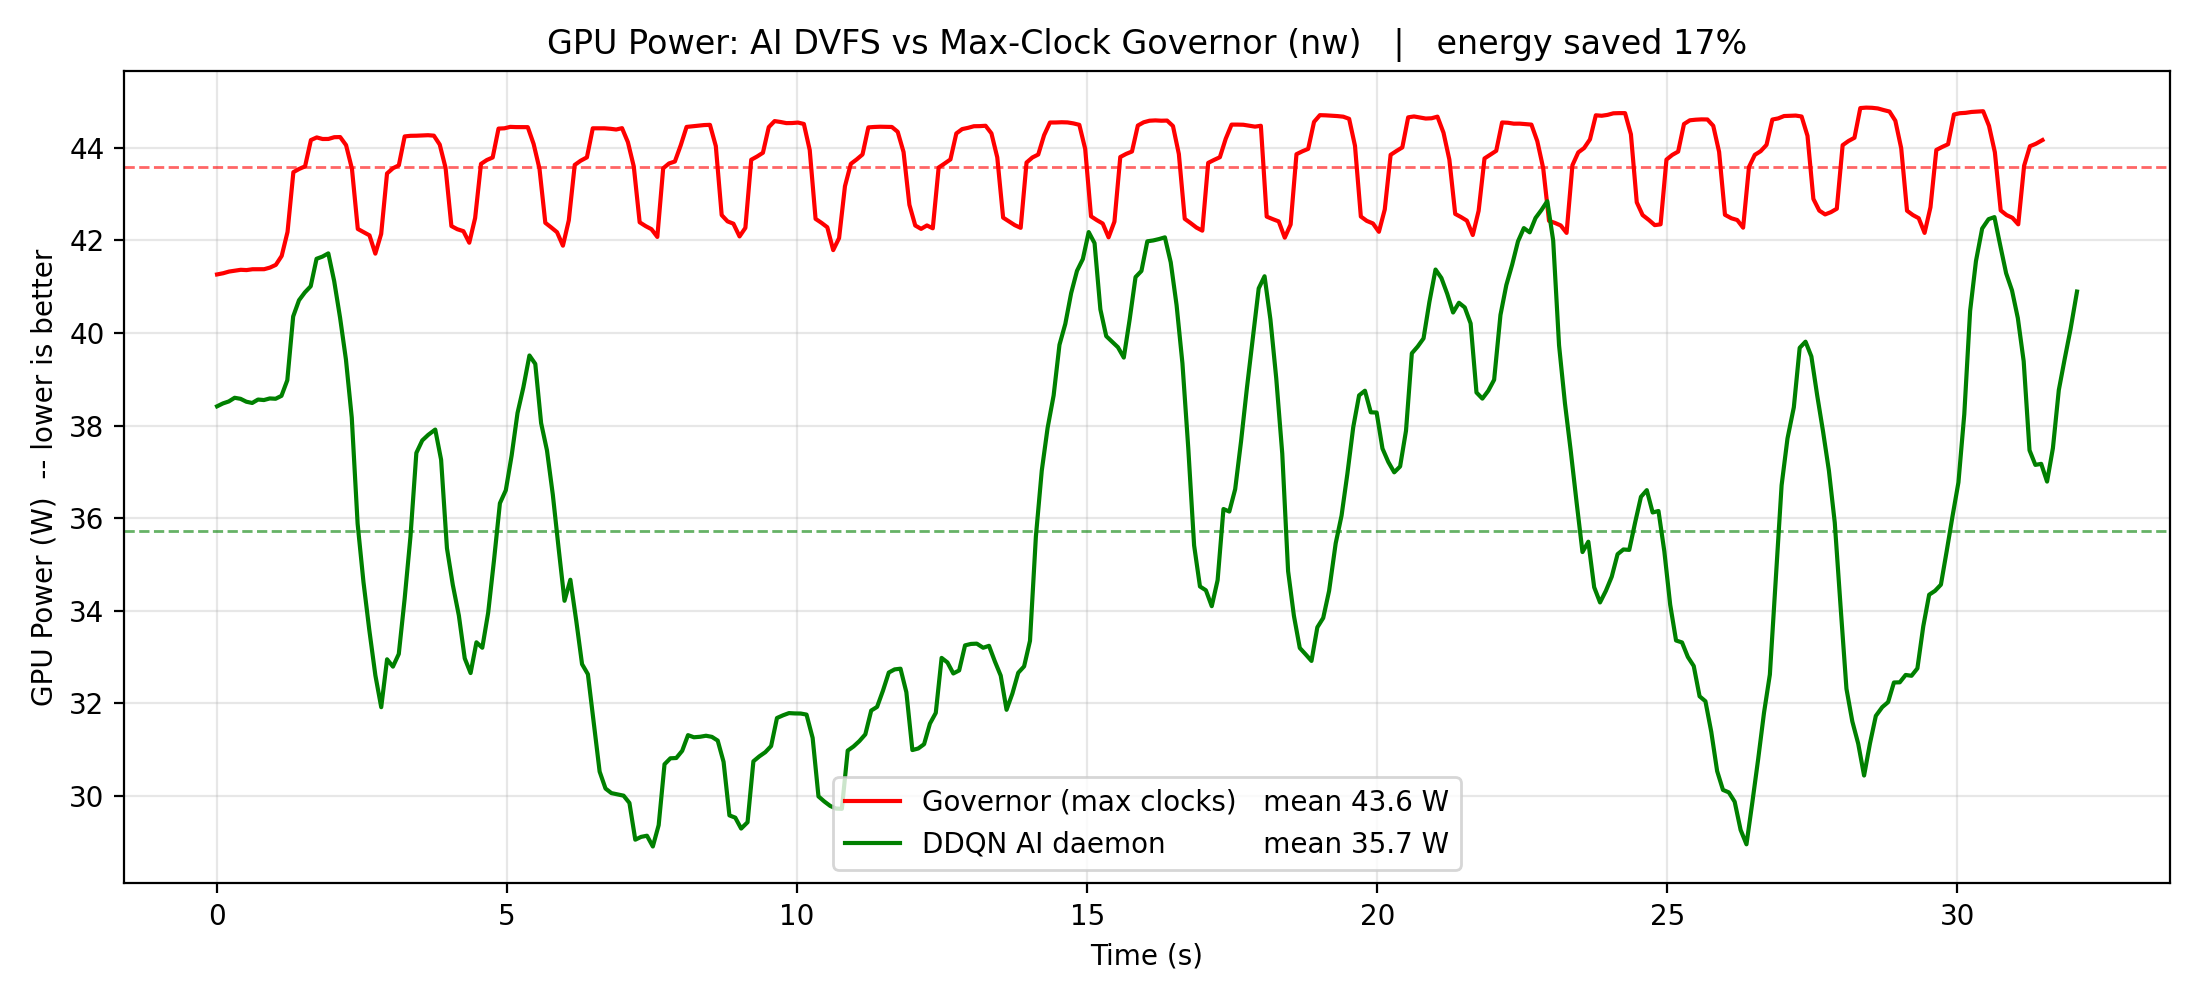 GPU Power: AI DVFS vs Max-Clock Governor (nw)   |   energy saved 17%
GPU Power (W)  -- lower is better
44
42
40
38
36
34
32
30
Governor (max clocks)   mean 43.6 W
DDQN AI daemon   mean 35.7 W
0 5 10 15 20 25 30
Time (s)